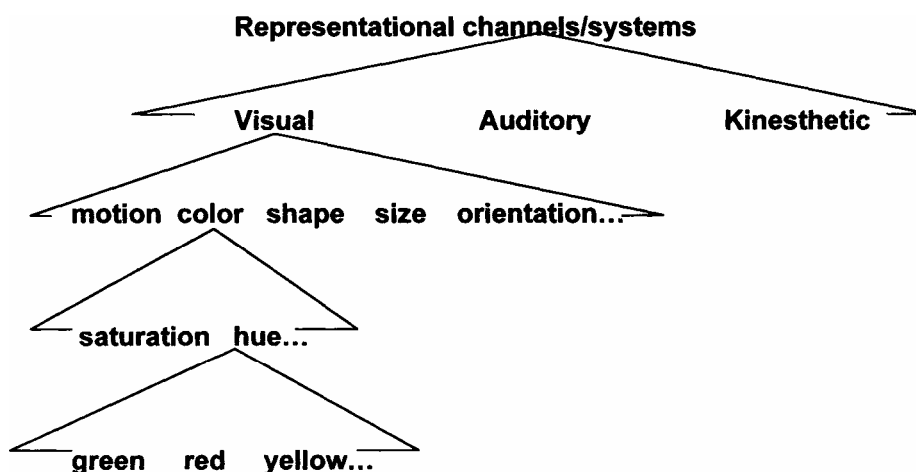 Representational channels/systems
Visual Auditory Kinesthetic
motion color shape size orientation...
saturation hue...
green red yellow...